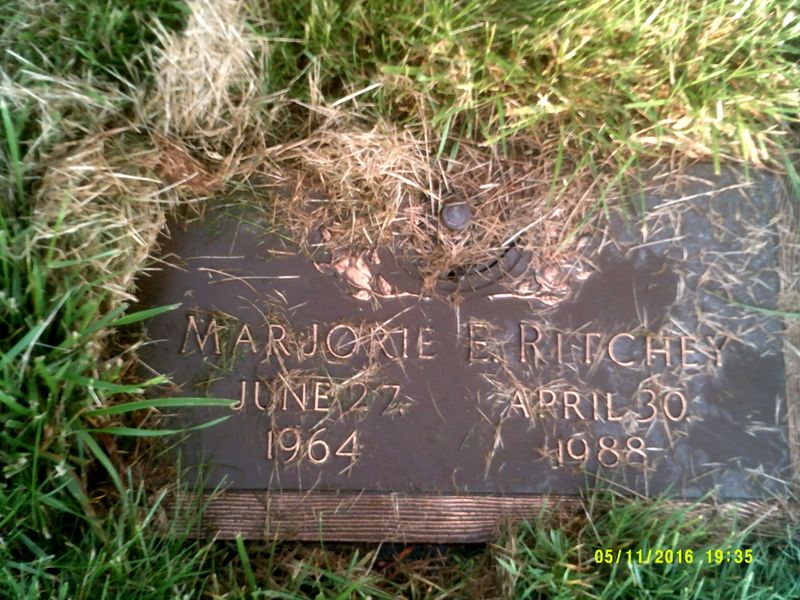 MARJORIE E. RITCHEY
JUNE 27 APRIL 30
1964 1988
05/11/2016 19:35